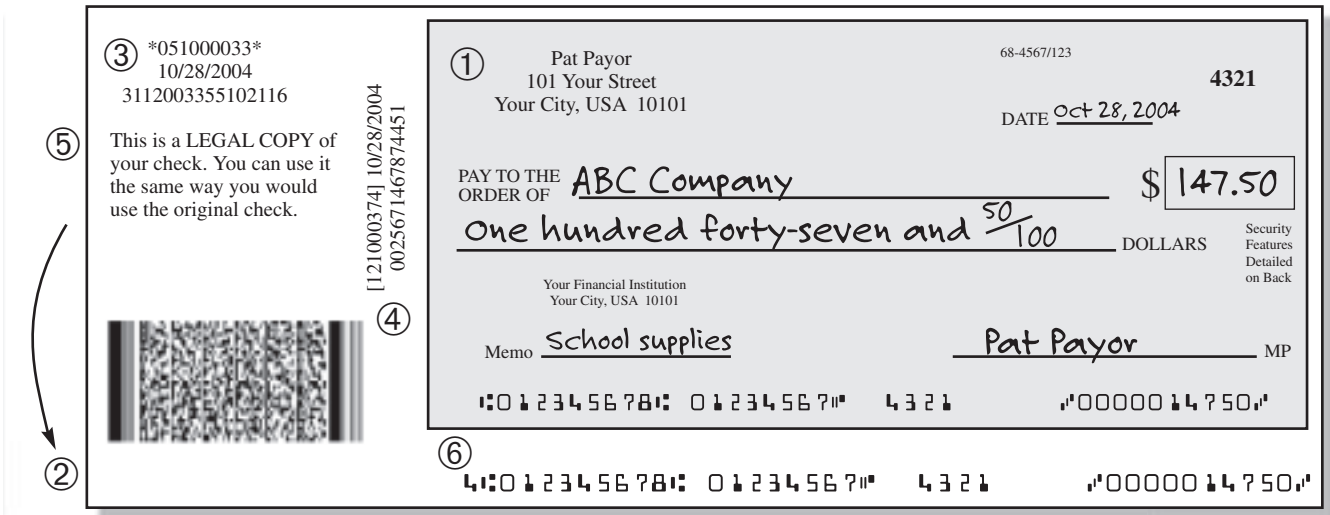 ③ *051000033*
10/28/2004
3112003355102116
⑤ This is a LEGAL COPY of
your check. You can use it
the same way you would
use the original check.
[121000374] 10/28/2004
0025671467874451
④
②
① Pat Payor
101 Your Street
Your City, USA 10101
68-4567/123
4321
DATE Oct 28, 2004
PAY TO THE
ORDER OF ABC Company $ 147.50
One hundred forty-seven and 50/100 DOLLARS
Security
Features
Detailed
on Back
Your Financial Institution
Your City, USA 10101
Memo School supplies Pat Payor MP
⑆012345678⑆ 01234567⑈ 4321 ⑇0000014750⑇
⑥
4⑆012345678⑆ 01234567⑈ 4321 ⑇0000014750⑇